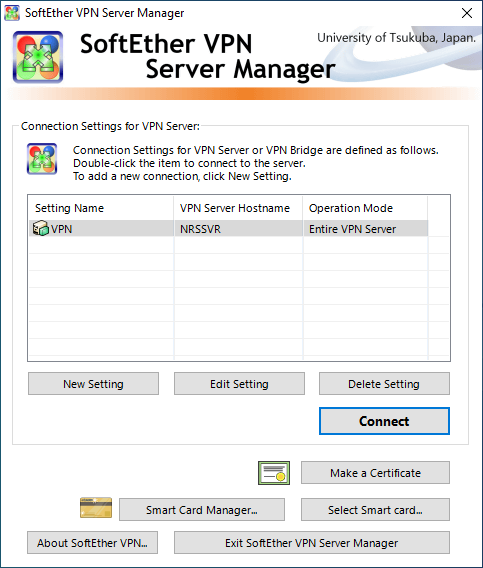 SoftEther VPN Server Manager
University of Tsukuba, Japan.
SoftEther VPN
Server Manager
Connection Settings for VPN Server:
Connection Settings for VPN Server or VPN Bridge are defined as follows.
Double-click the item to connect to the server.
To add a new connection, click New Setting.
Setting Name VPN Server Hostname Operation Mode
VPN NRSSVR Entire VPN Server
New Setting Edit Setting Delete Setting
Connect
Make a Certificate
Smart Card Manager... Select Smart card...
About SoftEther VPN... Exit SoftEther VPN Server Manager